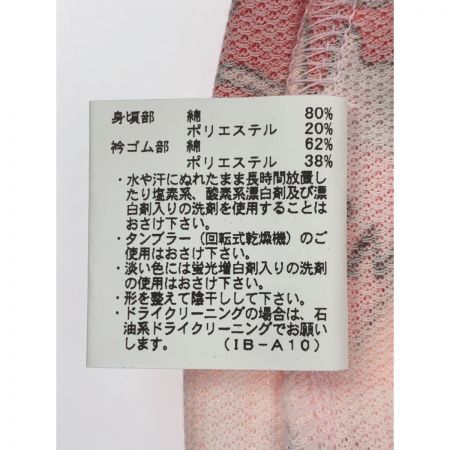 身頃部 綿 80%
ポリエステル 20%
衿ゴム部 綿 62%
ポリエステル 38%
・水や汗にぬれたまま長時間放置し
たり塩素系、酸素系漂白剤及び漂
白剤入りの洗剤を使用することは
おさけ下さい。
・タンブラー(回転式乾燥機)のご
使用はおさけ下さい。
・淡い色には蛍光増白剤入りの洗剤
の使用はおさけ下さい。
・形を整えて陰干しして下さい。
・ドライクリーニングの場合は、石
油系ドライクリーニングでお願い
します。 (IB-A10)